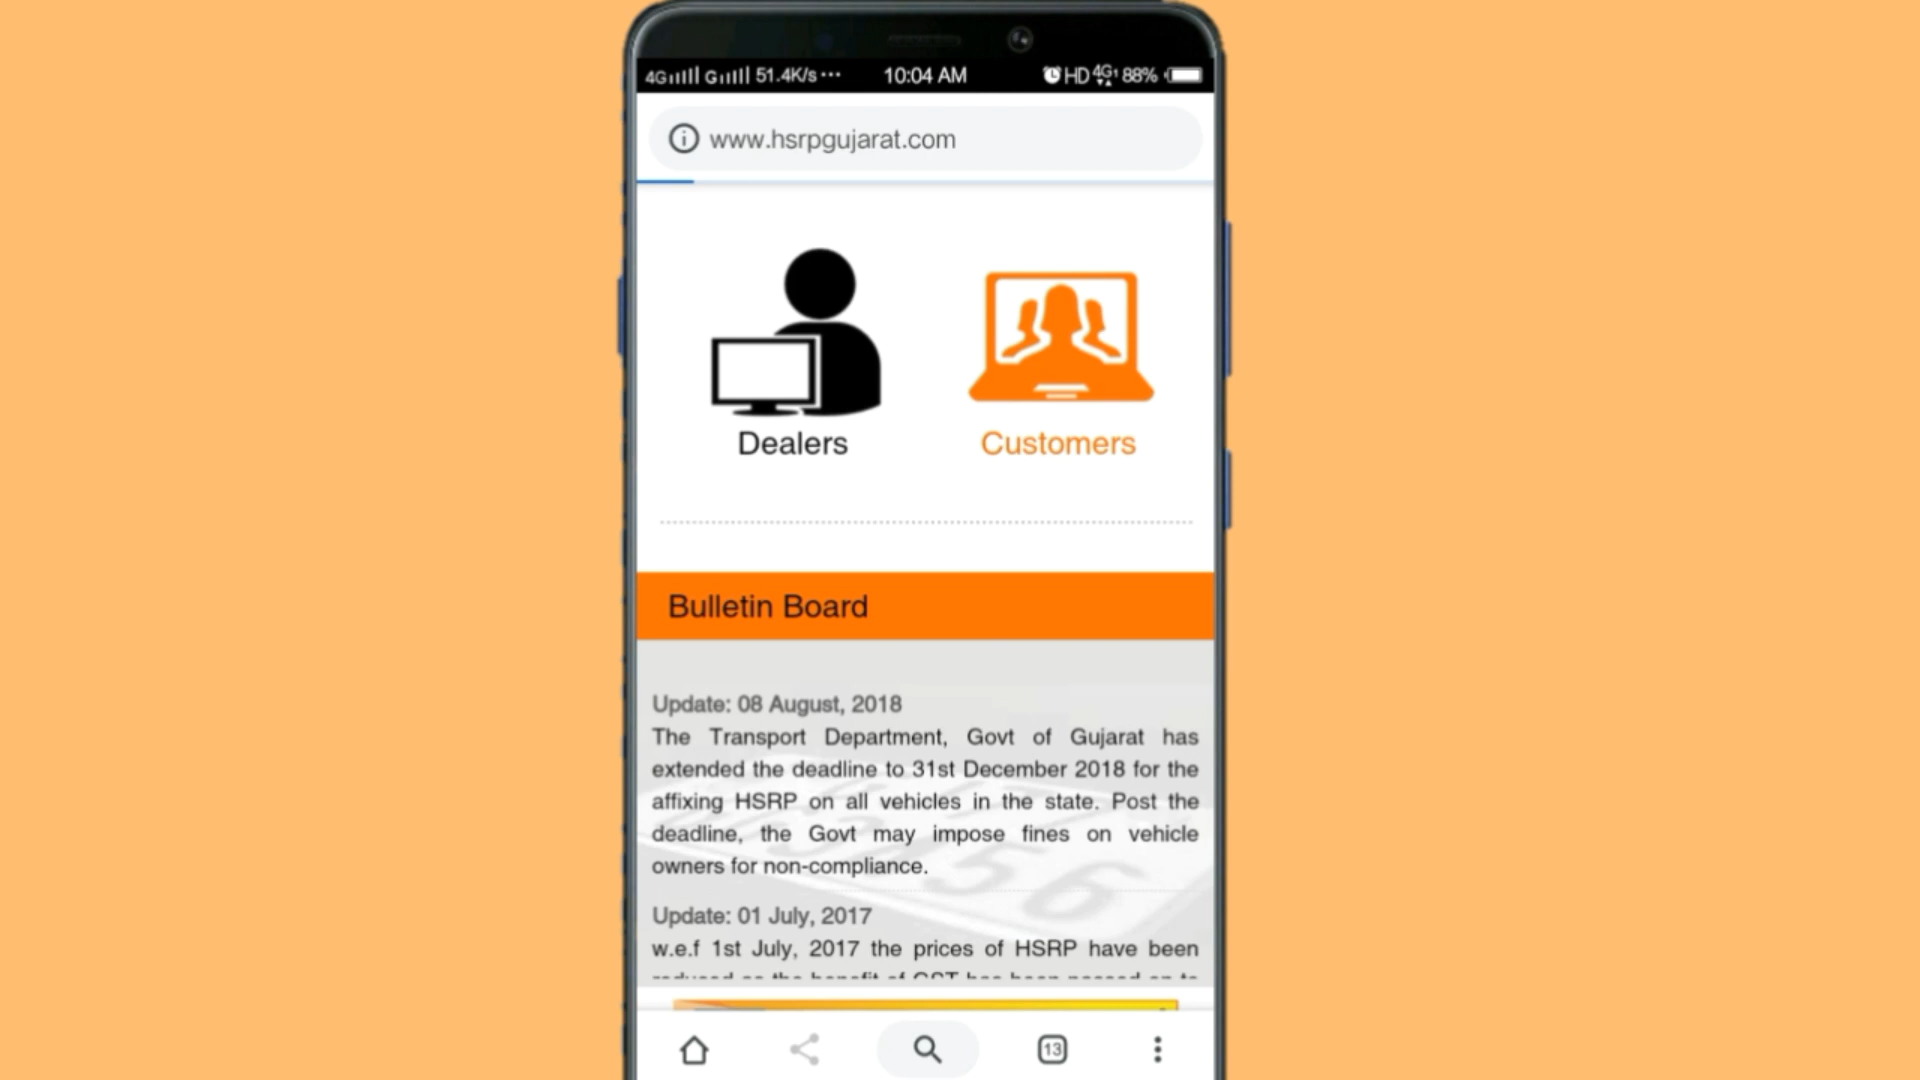 4G G 51.4K/s ... 10:04 AM HD 4G 88%
www.hsrpgujarat.com
Dealers Customers
Bulletin Board
Update: 08 August, 2018
The Transport Department, Govt of Gujarat has
extended the deadline to 31st December 2018 for the
affixing HSRP on all vehicles in the state. Post the
deadline, the Govt may impose fines on vehicle
owners for non-compliance.
Update: 01 July, 2017
w.e.f 1st July, 2017 the prices of HSRP have been
13